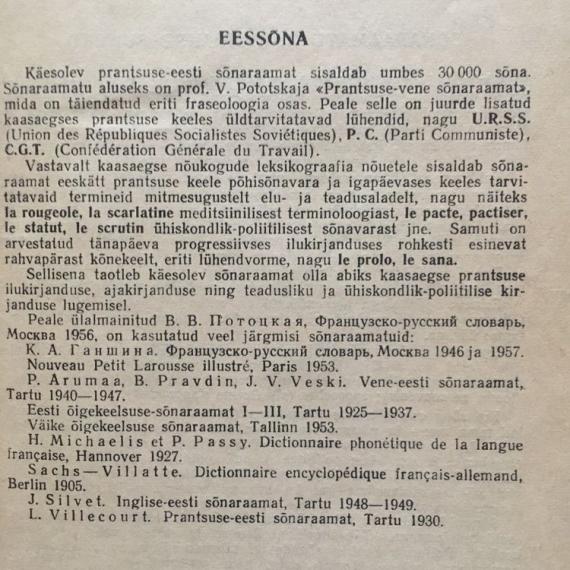 EESSÕNA
Käesolev prantsuse-eesti sõnaraamat sisaldab umbes 30 000 sõna.
Sõnaraamatu aluseks on prof. V. Pototskaja «Prantsuse-vene sõnaraamat»,
mida on täiendatud eriti fraseoloogia osas. Peale selle on juurde lisatud
kaasaegses prantsuse keeles üldtarvitatavad lühendid, nagu U.R.S.S.
(Union des Républiques Socialistes Soviétiques), P. C. (Parti Communiste),
C.G.T. (Confédération Générale du Travail).
Vastavalt kaasaegse nõukogude leksikograafia nõuetele sisaldab sõna-
raamat eeskätt prantsuse keele põhisõnavara ja igapäevases keeles tarvi-
tatavaid termineid mitmesugustelt elu- ja teadusaladelt, nagu näiteks
la rougeole, la scarlatine meditsiinilisest terminoloogiast, le pacte, pactiser,
le statut, le scrutin ühiskondlik-poliitilisest sõnavarast jne. Samuti on
arvestatud tänapäeva progressiivses ilukirjanduses rohkesti esinevat
rahvapärast kõnekeelt, eriti lühendvorme, nagu le prolo, le sana.
Sellisena taotleb käesolev sõnaraamat olla abiks kaasaegse prantsuse
ilukirjanduse, ajakirjanduse ning teadusliku ja ühiskondlik-poliitilise kir-
janduse lugemisel.
Peale ülalmainitud В. В. Потоцкая, Французско-русский словарь,
Москва 1956, on kasutatud veel järgmisi sõnaraamatuid:
К. А. Ганшина. Французско-русский словарь, Москва 1946 ja 1957.
Nouveau Petit Larousse illustré, Paris 1953.
P. Arumaa, B. Pravdin, J. V. Veski. Vene-eesti sõnaraamat,
Tartu 1940—1947.
Eesti õigekeelsuse-sõnaraamat I—III, Tartu 1925—1937.
Väike õigekeelsuse-sõnaraamat, Tallinn 1953.
H. Michaelis et P. Passy. Dictionnaire phonétique de la langue
française, Hannover 1927.
Sachs—Villatte. Dictionnaire encyclopédique français-allemand,
Berlin 1905.
J. Silvet. Inglise-eesti sõnaraamat, Tartu 1948—1949.
L. Villecourt. Prantsuse-eesti sõnaraamat, Tartu 1930.